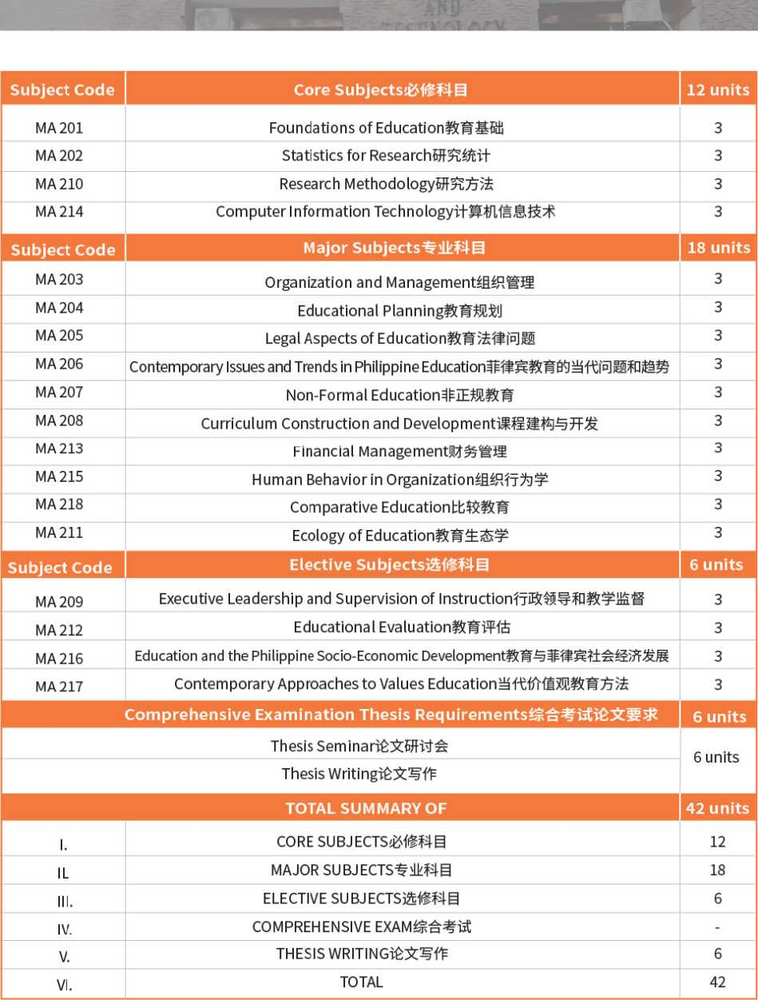 AND
TECHNOLOGY
Subject Code Core Subjects必修科目 12 units
MA 201 Foundations of Education教育基础 3
MA 202 Statistics for Research研究统计 3
MA 210 Research Methodology研究方法 3
MA 214 Computer Information Technology计算机信息技术 3
Subject Code Major Subjects专业科目 18 units
MA 203 Organization and Management组织管理 3
MA 204 Educational Planning教育规划 3
MA 205 Legal Aspects of Education教育法律问题 3
MA 206 Contemporary Issues and Trends in Philippine Education菲律宾教育的当代问题和趋势 3
MA 207 Non-Formal Education非正规教育 3
MA 208 Curriculum Construction and Development课程建构与开发 3
MA 213 Financial Management财务管理 3
MA 215 Human Behavior in Organization组织行为学 3
MA 218 Comparative Education比较教育 3
MA 211 Ecology of Education教育生态学 3
Subject Code Elective Subjects选修科目 6 units
MA 209 Executive Leadership and Supervision of Instruction行政领导和教学监督 3
MA 212 Educational Evaluation教育评估 3
MA 216 Education and the Philippine Socio-Economic Development教育与菲律宾社会经济发展 3
MA 217 Contemporary Approaches to Values Education当代价值观教育方法 3
Comprehensive Examination Thesis Requirements综合考试论文要求 6 units
Thesis Seminar论文研讨会
6 units
Thesis Writing论文写作
TOTAL SUMMARY OF 42 units
I. CORE SUBJECTS必修科目 12
II. MAJOR SUBJECTS专业科目 18
III. ELECTIVE SUBJECTS选修科目 6
IV. COMPREHENSIVE EXAM综合考试 -
V. THESIS WRITING论文写作 6
VI. TOTAL 42